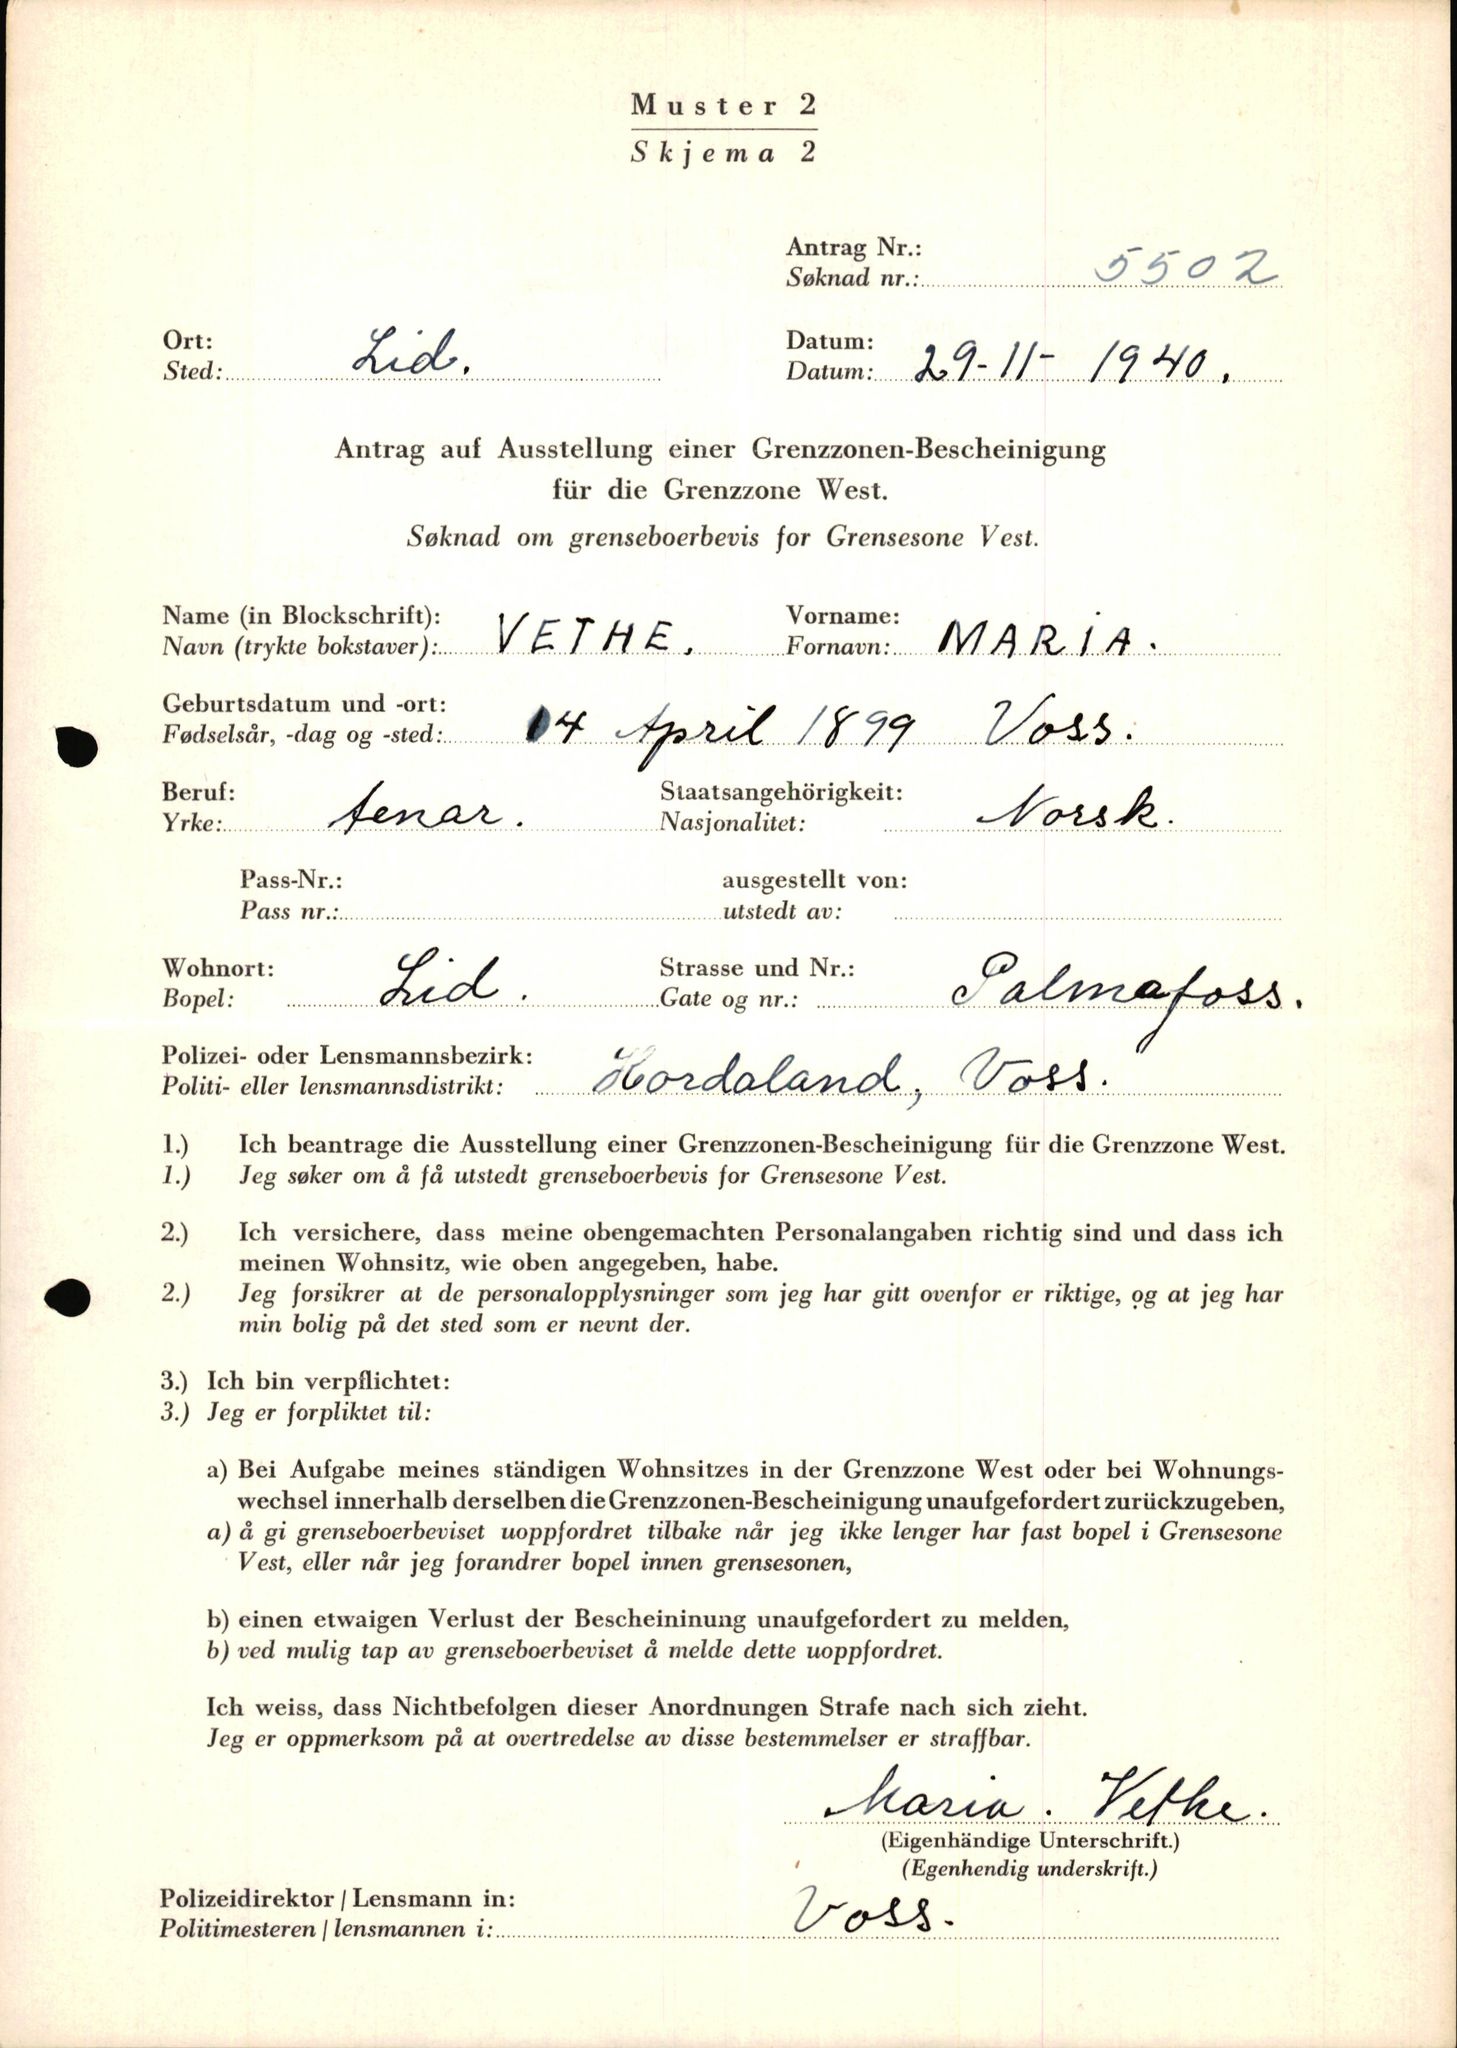 Muster 2
Skjema 2
Antrag Nr.:
Søknad nr.: 5502
Ort:
Sted: Lid.
Datum:
Datum: 29-11- 1940.
Antrag auf Ausstellung einer Grenzzonen-Bescheinigung
für die Grenzzone West.
Søknad om grenseboerbevis for Grensesone Vest.
Name (in Blockschrift): Vorname:
Navn (trykte bokstaver): VETHE. Fornavn: MARIA.
Geburtsdatum und -ort:
Fødselsår, -dag og -sted: 14 April 1899 Voss.
Beruf: Staatsangehörigkeit:
Yrke: tenar. Nasjonalitet: Norsk.
Pass-Nr.: ausgestellt von:
Pass nr.: utstedt av:
Wohnort: Strasse und Nr.:
Bopel: Lid. Gate og nr.: Palmafoss.
Polizei- oder Lensmannsbezirk:
Politi- eller lensmannsdistrikt: Hordaland, Voss.
1.) Ich beantrage die Ausstellung einer Grenzzonen-Bescheinigung für die Grenzzone West.
1.) Jeg søker om å få utstedt grenseboerbevis for Grensesone Vest.
2.) Ich versichere, dass meine obengemachten Personalangaben richtig sind und dass ich
meinen Wohnsitz, wie oben angegeben, habe.
2.) Jeg forsikrer at de personalopplysninger som jeg har gitt ovenfor er riktige, og at jeg har
min bolig på det sted som er nevnt der.
3.) Ich bin verpflichtet:
3.) Jeg er forpliktet til:
a) Bei Aufgabe meines ständigen Wohnsitzes in der Grenzzone West oder bei Wohnungs-
wechsel innerhalb derselben die Grenzzonen-Bescheinigung unaufgefordert zurückzugeben,
a) å gi grenseboerbeviset uoppfordret tilbake når jeg ikke lenger har fast bopel i Grensesone
Vest, eller når jeg forandrer bopel innen grensesonen,
b) einen etwaigen Verlust der Bescheininung unaufgefordert zu melden,
b) ved mulig tap av grenseboerbeviset å melde dette uoppfordret.
Ich weiss, dass Nichtbefolgen dieser Anordnungen Strafe nach sich zieht.
Jeg er oppmerksom på at overtredelse av disse bestemmelser er straffbar.
Maria. Vethe.
(Eigenhändige Unterschrift.)
(Egenhendig underskrift.)
Polizeidirektor / Lensmann in:
Politimesteren / lensmannen i: Voss.